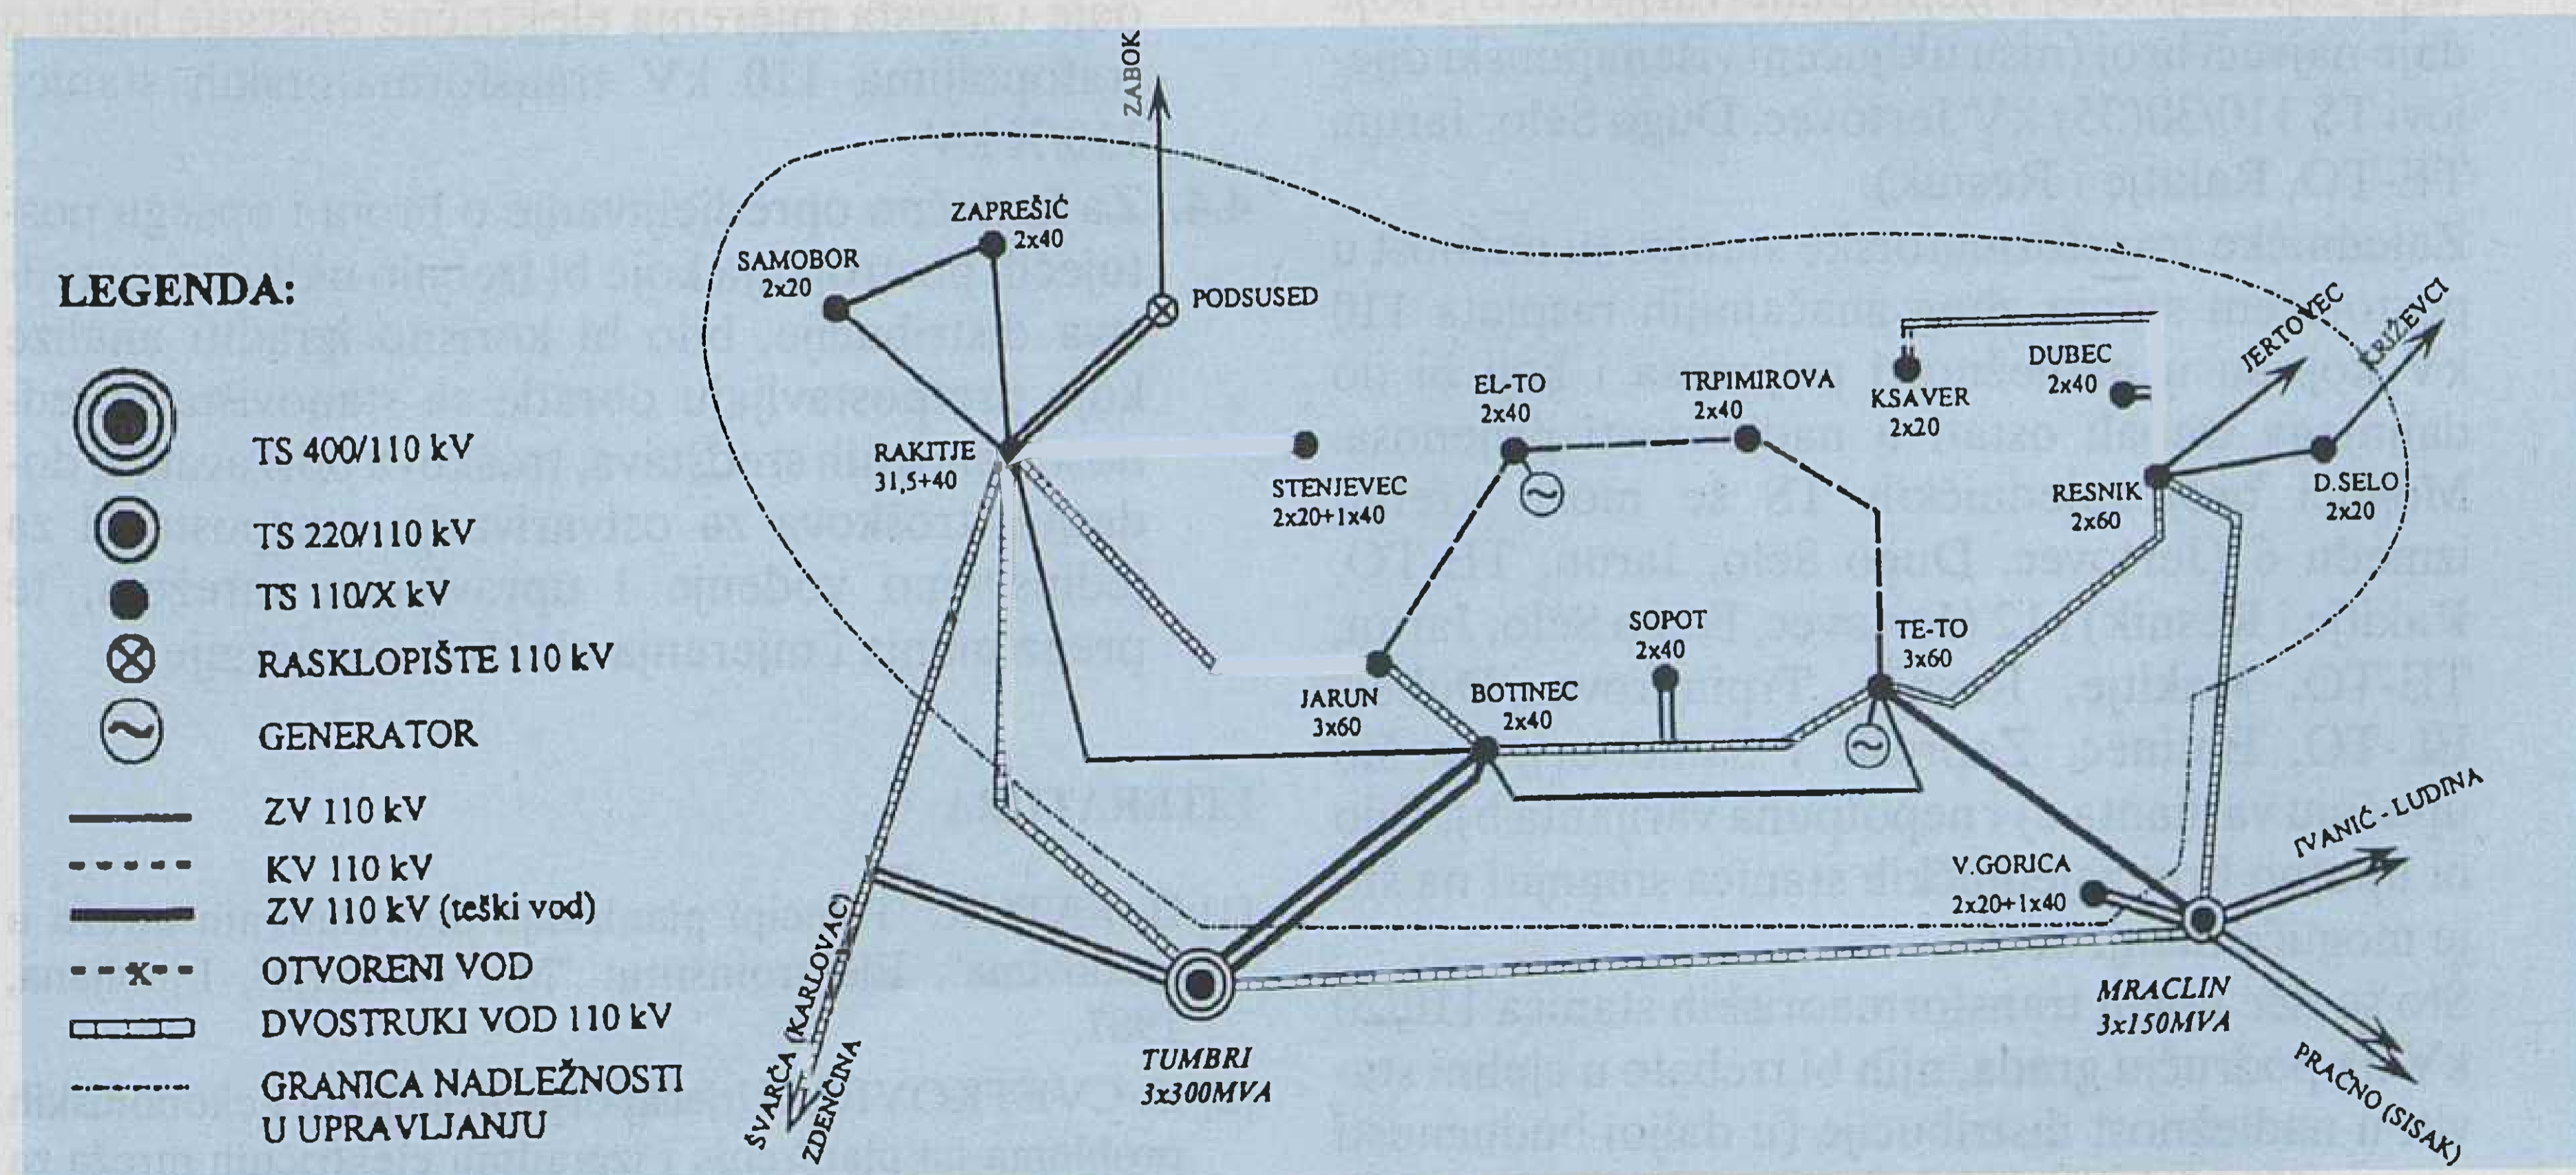 ZABOK
LEGENDA:
TS 400/110 kV
TS 220/110 kV
TS 110/X kV
RASKLOPIŠTE 110 kV
GENERATOR
ZV 110 kV
KV 110 kV
ZV 110 kV (teški vod)
OTVORENI VOD
DVOSTRUKI VOD 110 kV
GRANICA NADLEŽNOSTI
U UPRAVLJANJU
ZAPREŠIĆ
2x40
SAMOBOR
2x20
PODSUSED
RAKITJE
31,5+40
STENJEVEC
2x20+1x40
EL-TO
2x40
TRPIMIROVA
2x40
KSAVER
2x20
DUBEC
2x40
JERTOVEC
KRIŽEVCI
RESNIK
2x60
D.SELO
2x20
JARUN
3x60
BOTINEC
2x40
SOPOT
2x40
TE-TO
3x60
V.GORICA
2x20+1x40
IVANIĆ - LUDINA
MRACLIN
3x150MVA
PRAČNO (SISAK)
TUMBRI
3x300MVA
ŠVARČA (KARLOVAC)
ZDENČINA